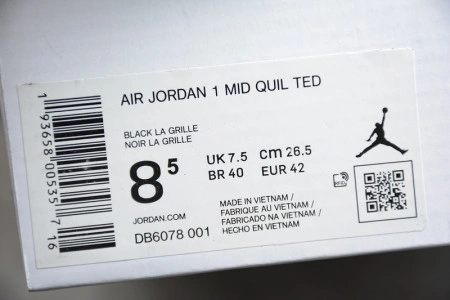 AIR JORDAN 1 MID QUIL TED
BLACK LA GRILLE
NOIR LA GRILLE
8 5
UK 7.5 cm 26.5
BR 40 EUR 42
JORDAN.COM
DB6078 001
MADE IN VIETNAM /
FABRIQUE AU VIETNAM /
FABRICADO NA VIETNAM /
HECHO EN VIETNAM
1 93658 00535 7 16